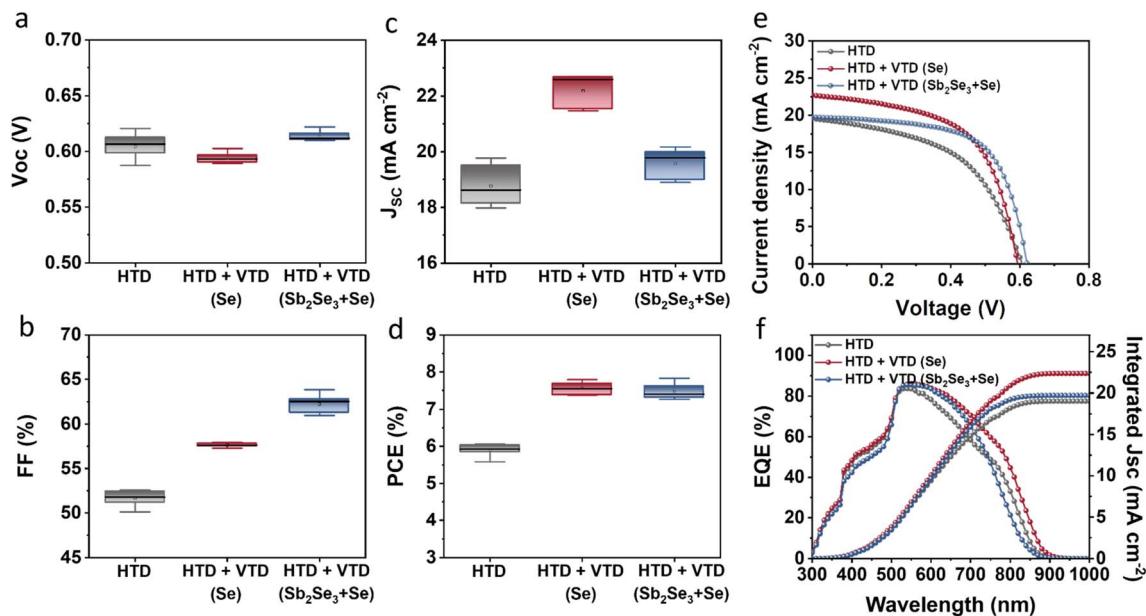 a
0.70
0.65
0.60
0.55
0.50
Voc (V)
HTD
HTD + VTD
(Se)
HTD + VTD
(Sb₂Se₃+Se)
c
24
22
20
18
16
J_SC (mA cm⁻²)
HTD
HTD + VTD
(Se)
HTD + VTD
(Sb₂Se₃+Se)
e
30
25
20
15
10
5
0
Current density (mA cm⁻²)
HTD
HTD + VTD (Se)
HTD + VTD (Sb₂Se₃+Se)
0.0
0.2
0.4
0.6
0.8
Voltage (V)
b
70
65
60
55
50
45
FF (%)
HTD
HTD + VTD
(Se)
HTD + VTD
(Sb₂Se₃+Se)
d
9
8
7
6
5
4
3
PCE (%)
HTD
HTD + VTD
(Se)
HTD + VTD
(Sb₂Se₃+Se)
f
100
80
60
40
20
0
EQE (%)
HTD
HTD + VTD (Se)
HTD + VTD (Sb₂Se₃+Se)
25
20
15
10
5
0
Integrated Jsc (mA cm⁻²)
300 400 500 600 700 800 900 1000
Wavelength (nm)